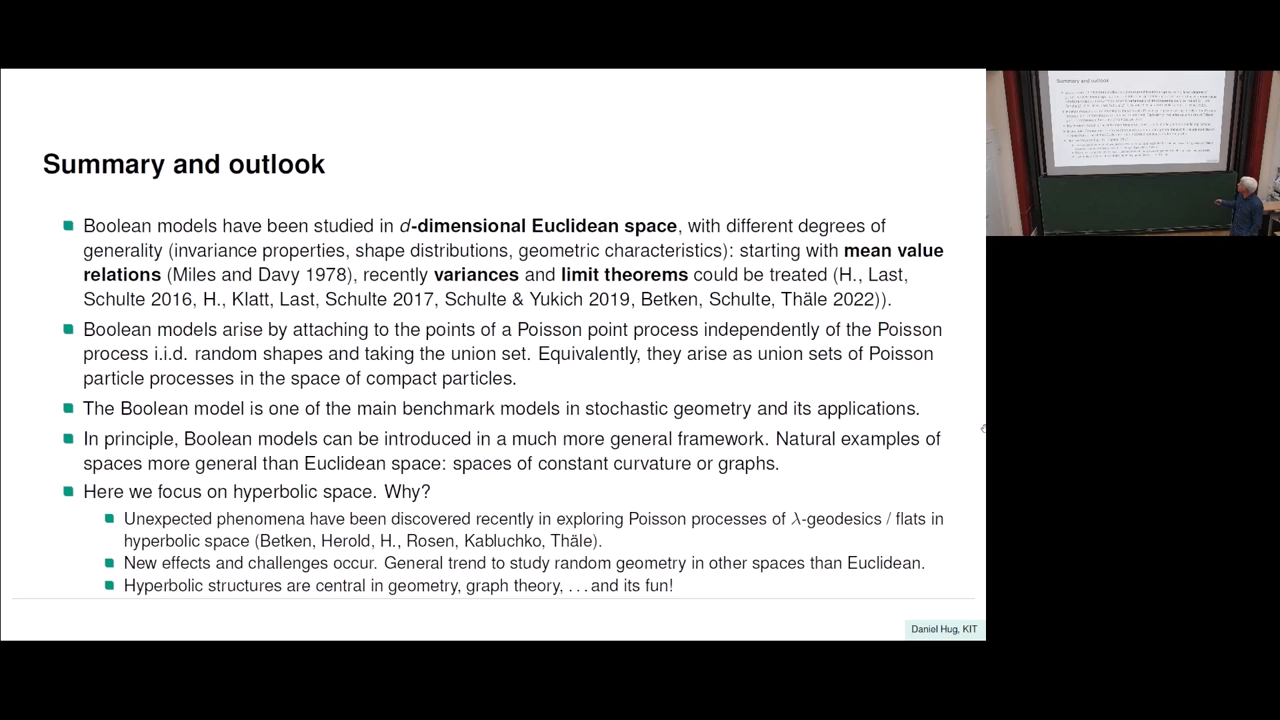 Summary and outlook
Boolean models have been studied in d-dimensional Euclidean space, with different degrees of
generality (invariance properties, shape distributions, geometric characteristics): starting with mean value
relations (Miles and Davy 1978), recently variances and limit theorems could be treated (H., Last,
Schulte 2016, H., Klatt, Last, Schulte 2017, Schulte & Yukich 2019, Betken, Schulte, Thäle 2022)).
Boolean models arise by attaching to the points of a Poisson point process independently of the Poisson
process i.i.d. random shapes and taking the union set. Equivalently, they arise as union sets of Poisson
particle processes in the space of compact particles.
The Boolean model is one of the main benchmark models in stochastic geometry and its applications.
In principle, Boolean models can be introduced in a much more general framework. Natural examples of
spaces more general than Euclidean space: spaces of constant curvature or graphs.
Here we focus on hyperbolic space. Why?
Unexpected phenomena have been discovered recently in exploring Poisson processes of λ-geodesics / flats in
hyperbolic space (Betken, Herold, H., Rosen, Kabluchko, Thäle).
New effects and challenges occur. General trend to study random geometry in other spaces than Euclidean.
Hyperbolic structures are central in geometry, graph theory, ...and its fun!
Daniel Hug, KIT
Summary and outlook